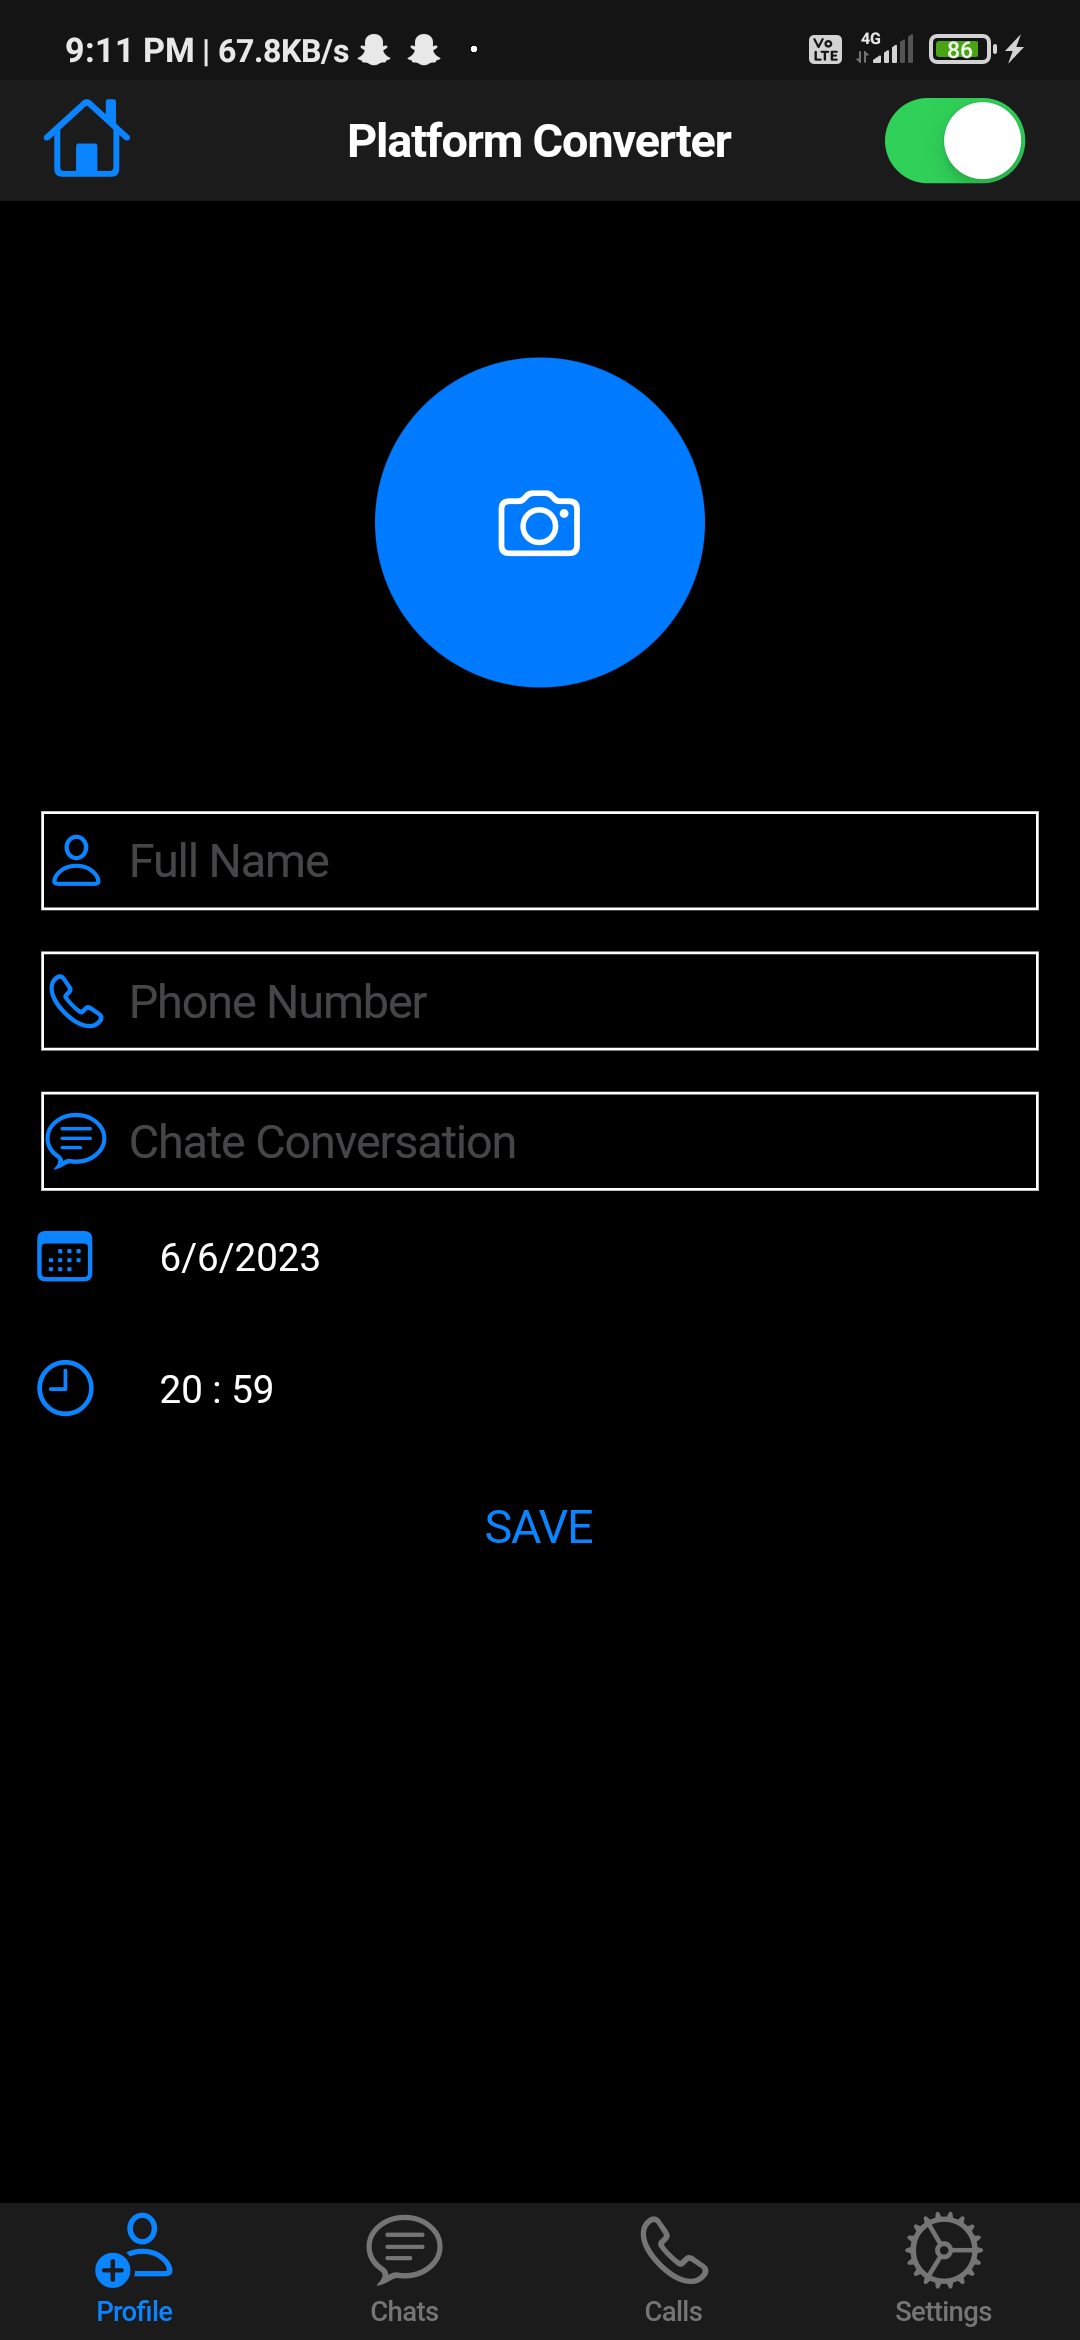 9:11 PM | 67.8KB/s
Vo LTE 4G 86
Platform Converter
Full Name
Phone Number
Chate Conversation
6/6/2023
20 : 59
SAVE
Profile Chats Calls Settings